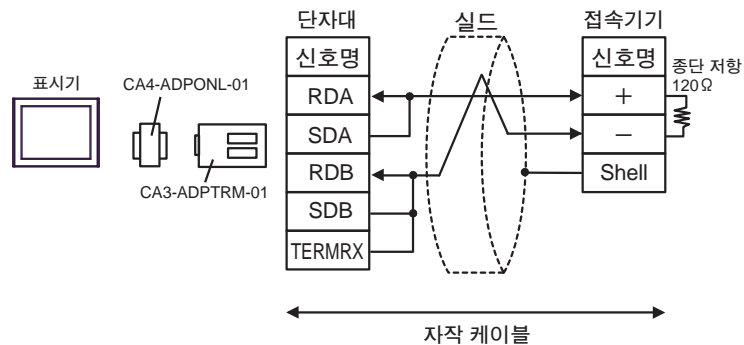 단자대
실드
접속기기
신호명
신호명
종단 저항
120Ω
표시기
CA4-ADPONL-01
CA3-ADPTRM-01
RDA
+
SDA
−
RDB
Shell
SDB
TERMRX
자작 케이블